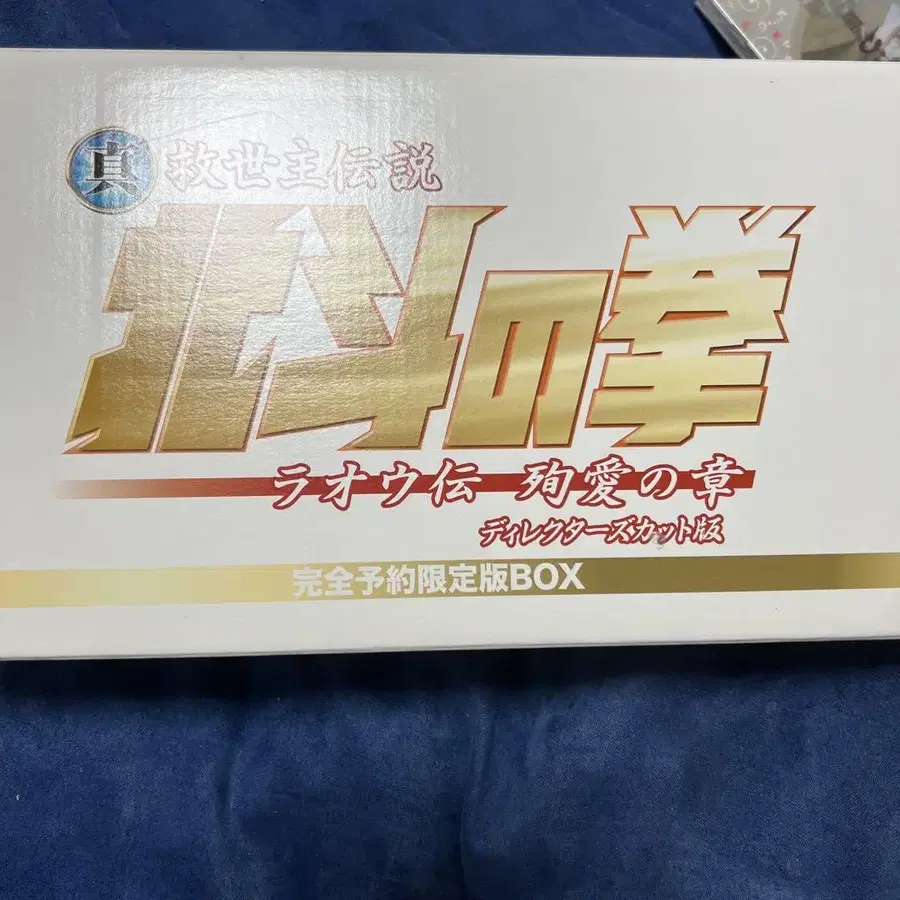 真 救世主伝説
北斗の拳
ラオウ伝 殉愛の章
ディレクターズカット版
完全予約限定版BOX